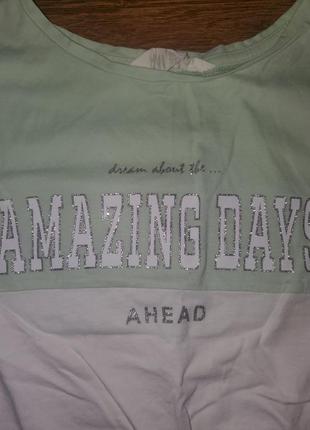 dream about the...
AMAZING DAYS
AHEAD